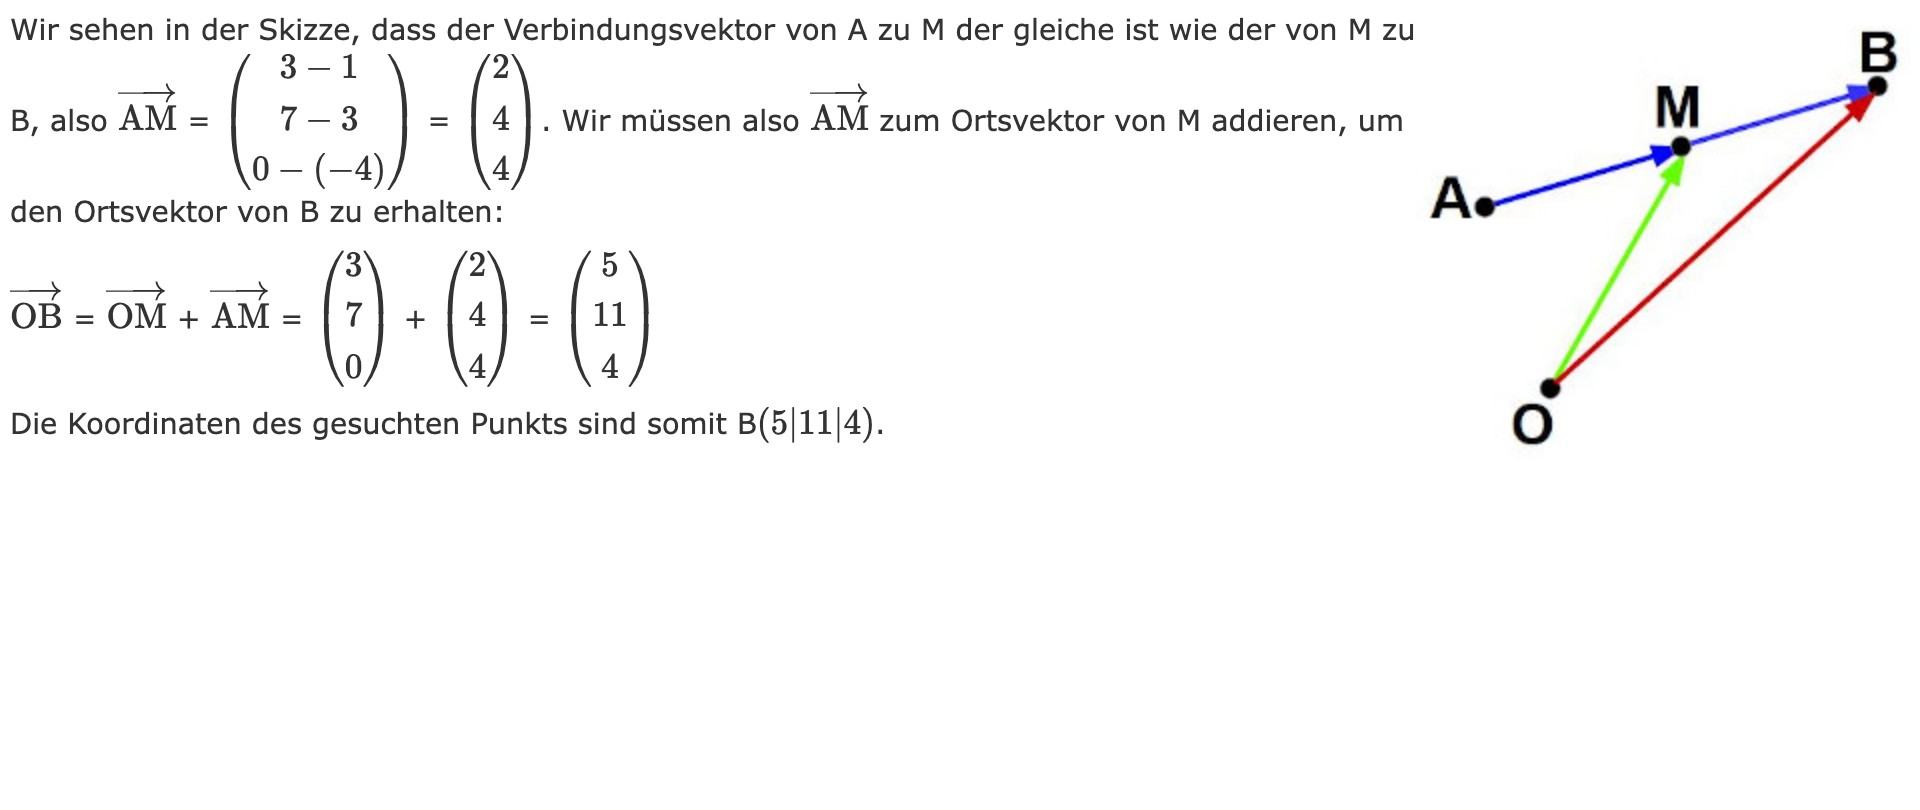 Wir sehen in der Skizze, dass der Verbindungsvektor von A zu M der gleiche ist wie der von M zu
B, also $\overrightarrow{AM} = \begin{pmatrix} 3-1 \\ 7-3 \\ 0-(-4) \end{pmatrix} = \begin{pmatrix} 2 \\ 4 \\ 4 \end{pmatrix}$. Wir müssen also $\overrightarrow{AM}$ zum Ortsvektor von M addieren, um
den Ortsvektor von B zu erhalten:
$\overrightarrow{OB} = \overrightarrow{OM} + \overrightarrow{AM} = \begin{pmatrix} 3 \\ 7 \\ 0 \end{pmatrix} + \begin{pmatrix} 2 \\ 4 \\ 4 \end{pmatrix} = \begin{pmatrix} 5 \\ 11 \\ 4 \end{pmatrix}$
Die Koordinaten des gesuchten Punkts sind somit B(5|11|4).
B
M
A
O